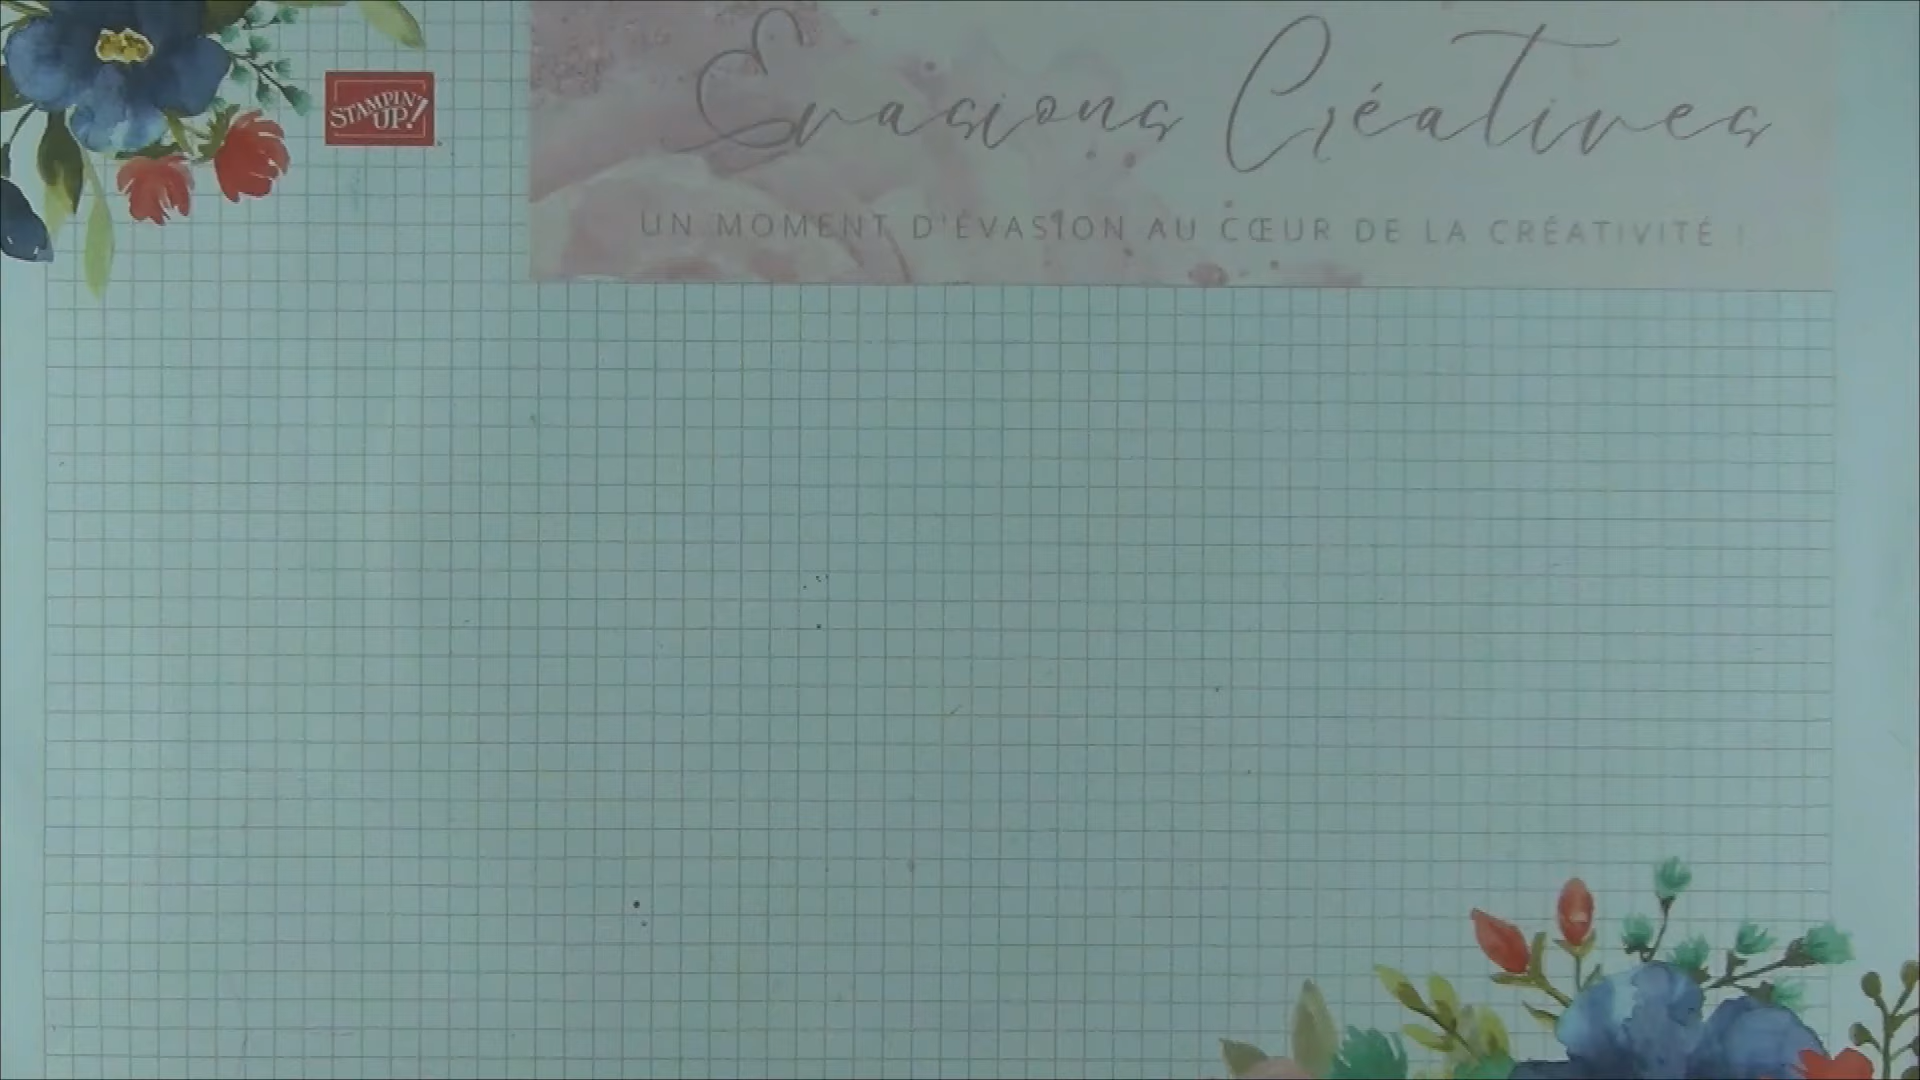 STAMPIN' UP!
Evasions Créatives
UN MOMENT D'ÉVASION AU CŒUR DE LA CRÉATIVITÉ !